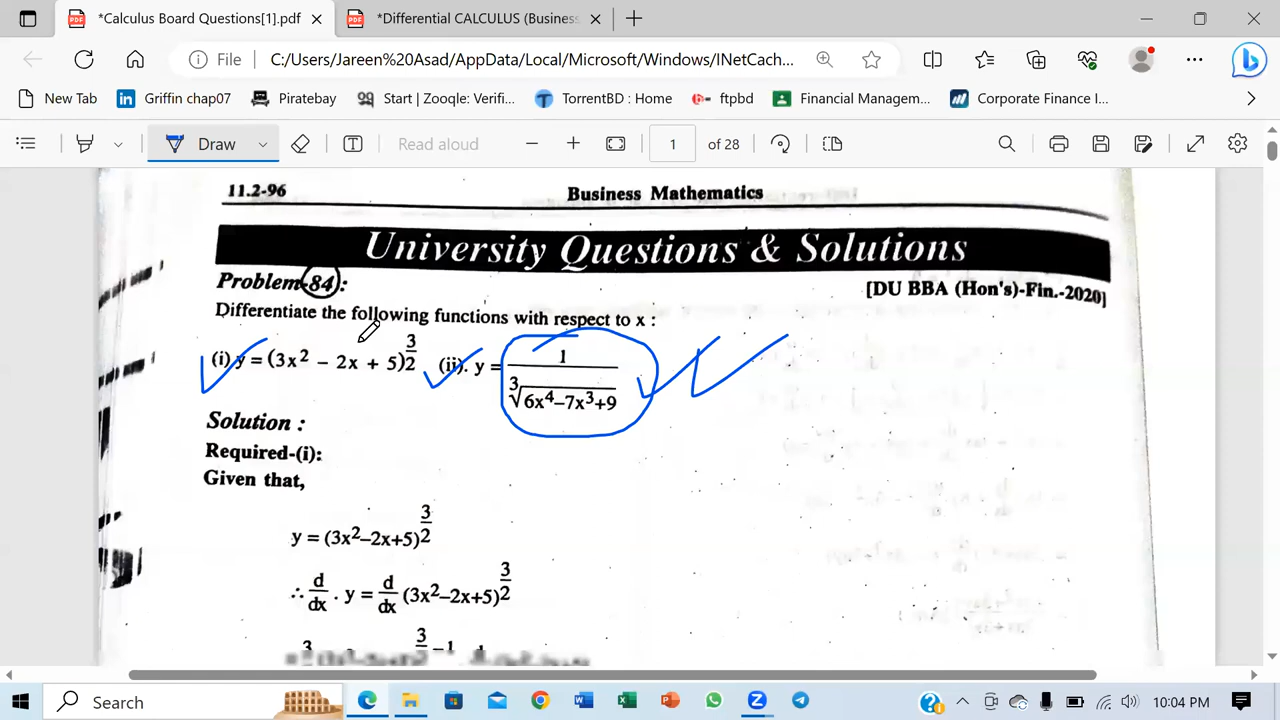 *Calculus Board Questions[1].pdf
*Differential CALCULUS (Business
File
C:/Users/Jareen%20Asad/AppData/Local/Microsoft/Windows/INetCach...
New Tab
Griffin chap07
Piratebay
Start | Zooqle: Verifi...
TorrentBD : Home
ftpbd
Financial Managem...
Corporate Finance I...
Draw
Read aloud
1 of 28
11.2-96
Business Mathematics
University Questions & Solutions
Problem-84:
[DU BBA (Hon's)-Fin.-2020]
Differentiate the following functions with respect to x :
(i) y = (3x² – 2x + 5)^(3/2) (ii). y = 1/∛(6x⁴–7x³+9)
Solution :
Required-(i):
Given that,
y = (3x²–2x+5)^(3/2)
∴ d/dx . y = d/dx (3x²–2x+5)^(3/2)
Search
10:04 PM